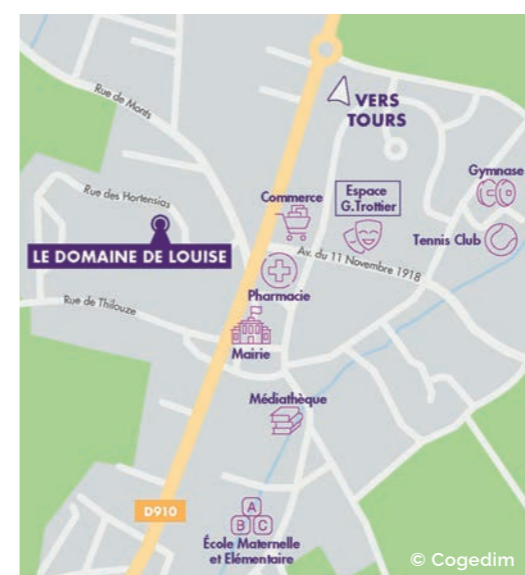 Rue de Monts
VERS
TOURS
Gymnase
Rue des Hortensias
Commerce
Espace
G.Trottier
Tennis Club
LE DOMAINE DE LOUISE
Av. du 11 Novembre 1918
Pharmacie
Rue de Thilouze
Mairie
Médiathèque
D910
A
B C
École Maternelle
et Elémentaire
© Cogedim